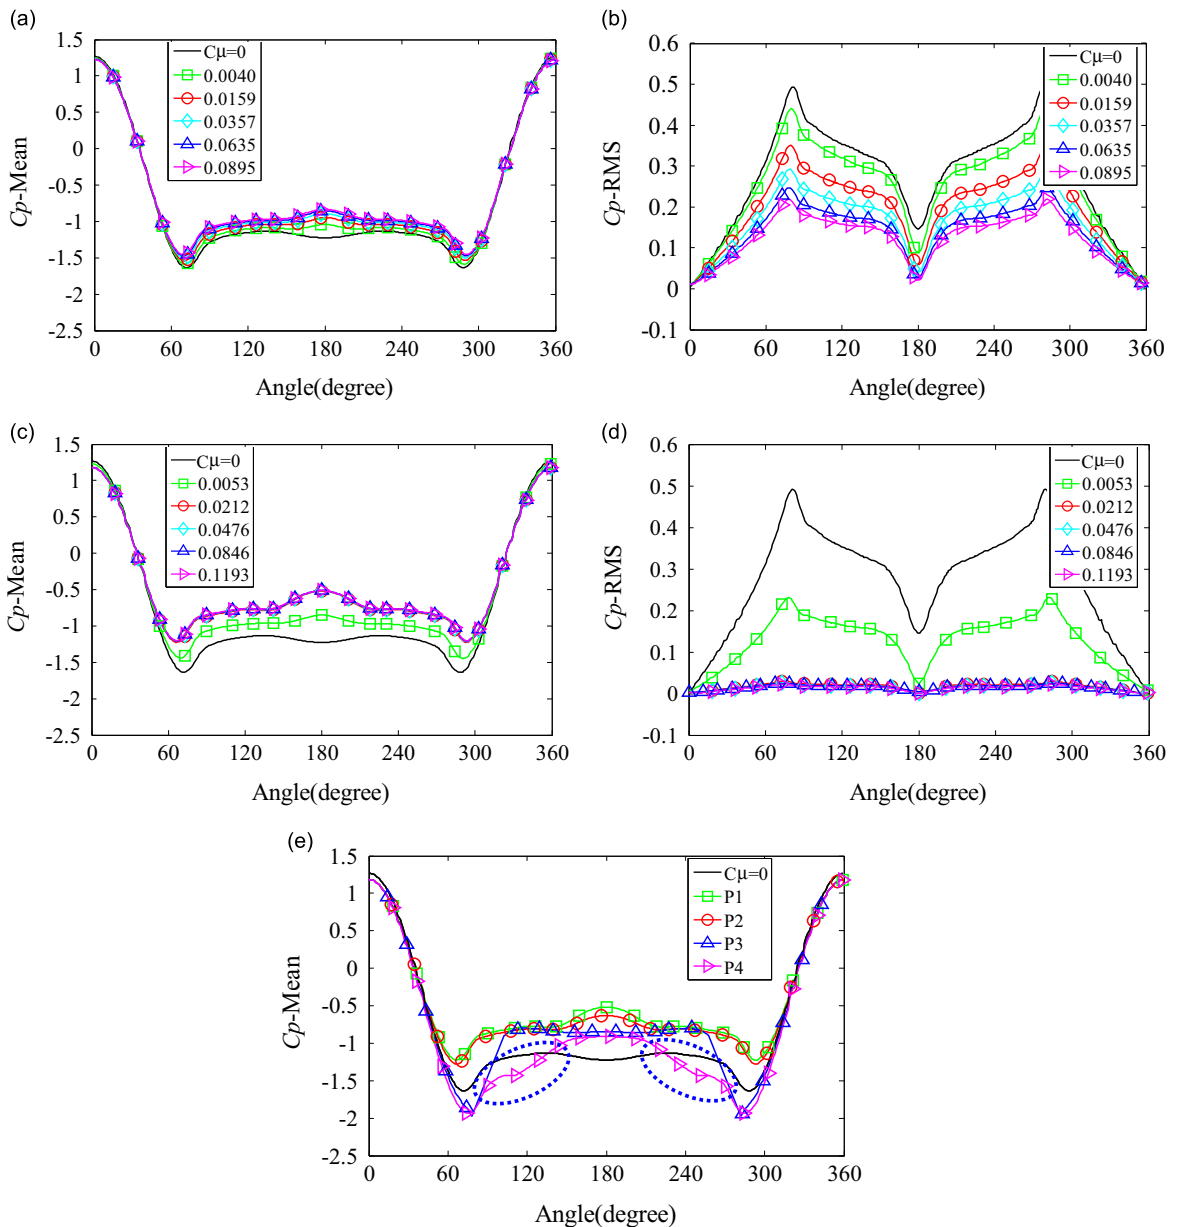 (a)
1.5
1
0.5
0
-0.5
-1
-1.5
-2
-2.5
Cp-Mean
Cμ=0
0.0040
0.0159
0.0357
0.0635
0.0895
0 60 120 180 240 300 360
Angle(degree)
(b)
0.6
0.5
0.4
0.3
0.2
0.1
0
-0.1
Cp-RMS
Cμ=0
0.0040
0.0159
0.0357
0.0635
0.0895
0 60 120 180 240 300 360
Angle(degree)
(c)
1.5
1
0.5
0
-0.5
-1
-1.5
-2
-2.5
Cp-Mean
Cμ=0
0.0053
0.0212
0.0476
0.0846
0.1193
0 60 120 180 240 300 360
Angle(degree)
(d)
0.6
0.5
0.4
0.3
0.2
0.1
0
-0.1
Cp-RMS
Cμ=0
0.0053
0.0212
0.0476
0.0846
0.1193
0 60 120 180 240 300 360
Angle(degree)
(e)
1.5
1
0.5
0
-0.5
-1
-1.5
-2
-2.5
Cp-Mean
Cμ=0
P1
P2
P3
P4
0 60 120 180 240 300 360
Angle(degree)